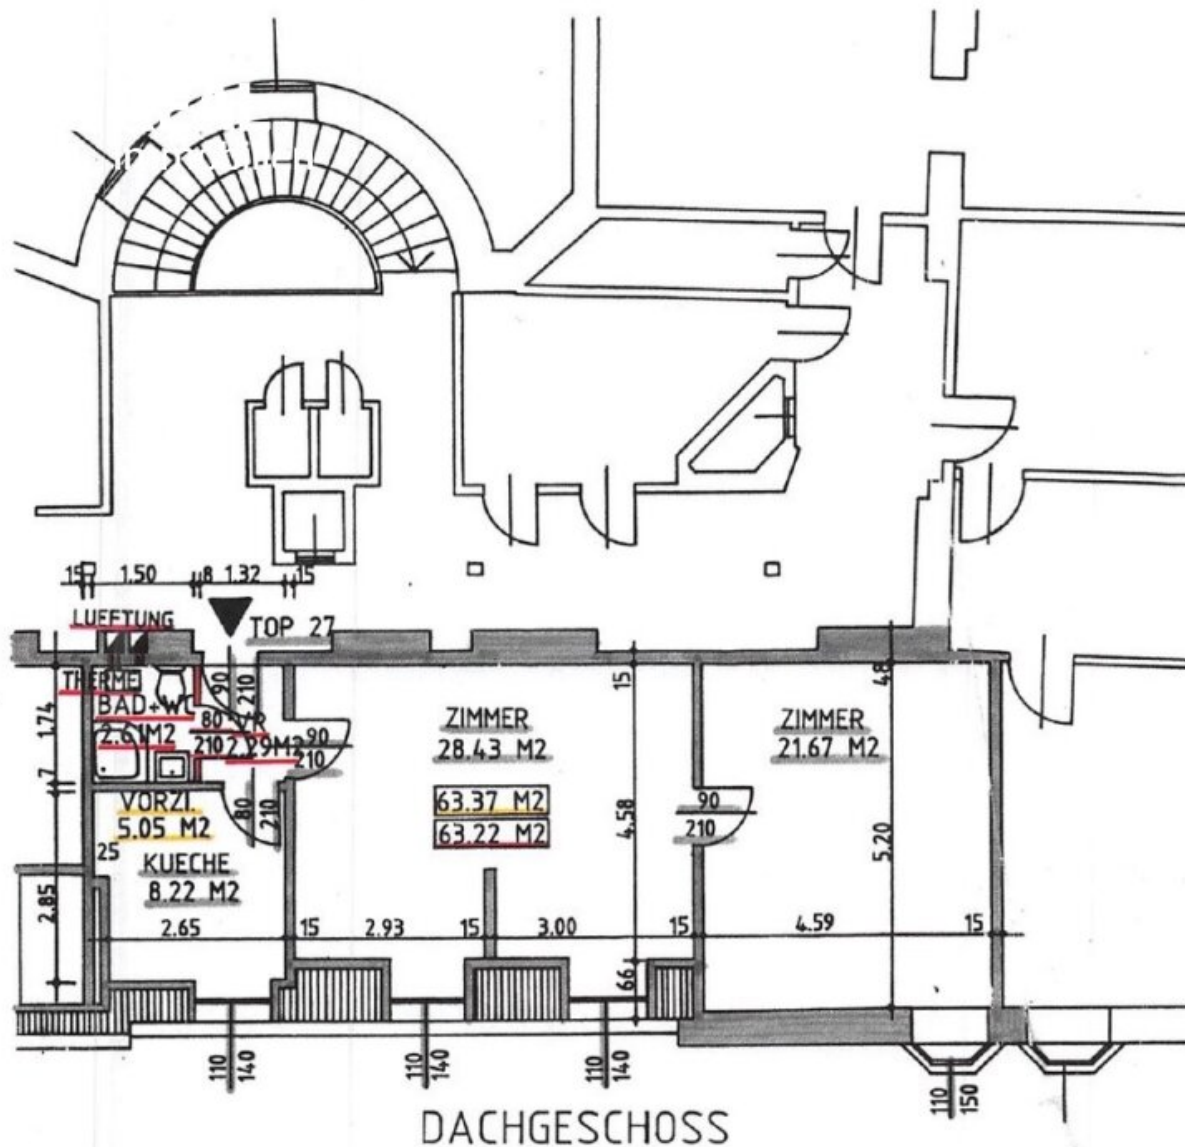 15 1.50 8 1.32 15
LUEFTUNG
TOP 27
THERME
90
210
15
48
BAD+WC
2.61M2
80
210
VR
2.29M2
90
210
ZIMMER
28.43 M2
ZIMMER
21.67 M2
1.74
7
63.37 M2
63.22 M2
VORZI.
5.05 M2
80
210
4.58
90
210
5.20
25
KUECHE
8.22 M2
2.85
2.65 15 2.93 15 3.00 15 4.59 15
66
110
140
110
140
110
140
110
150
DACHGESCHOSS